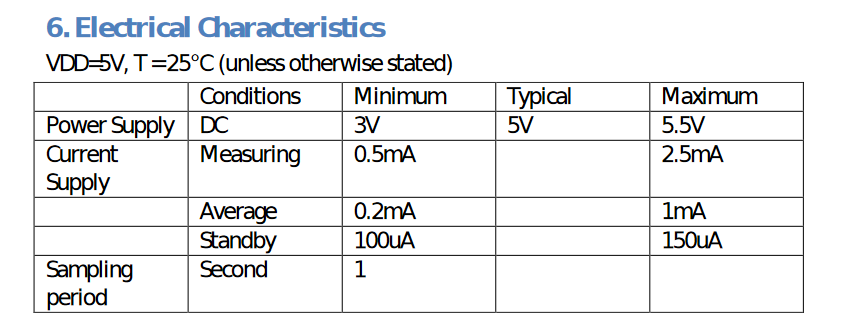 6. Electrical Characteristics
VDD=5V, T = 25°C (unless otherwise stated)
Conditions Minimum Typical Maximum
Power Supply DC 3V 5V 5.5V
Current Supply Measuring 0.5mA 2.5mA
Average 0.2mA 1mA
Standby 100uA 150uA
Sampling period Second 1